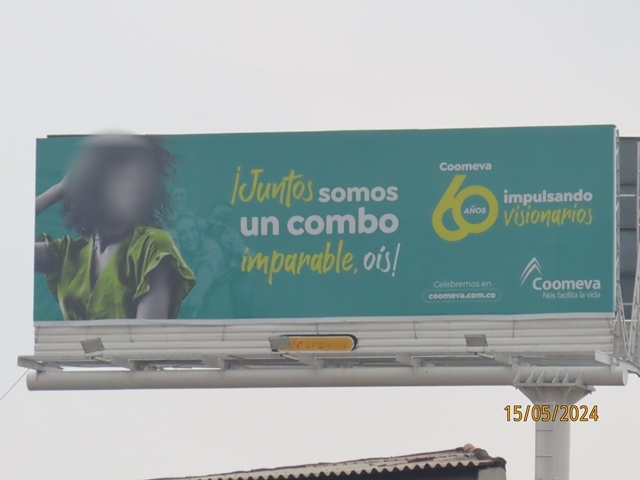 ¡Juntos somos
un combo
imparable, oís!
Coomeva
60
AÑOS
impulsando
visionarios
Celebremos en
coomeva.com.co
Coomeva
Nos facilita la vida
15/05/2024